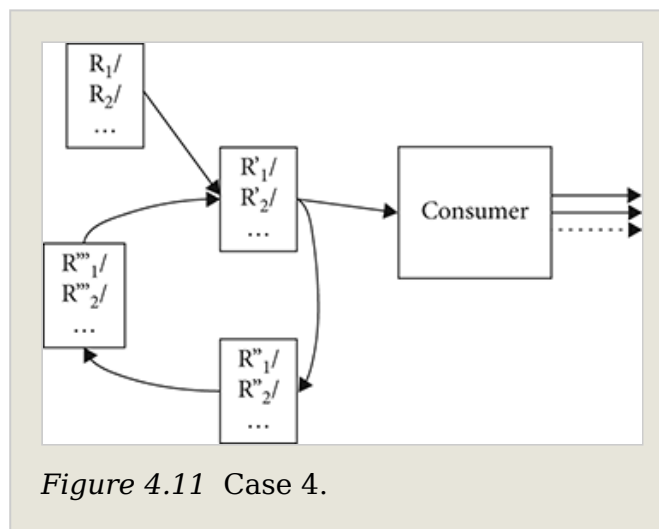 R₁/
R₂/
...
R’₁/
R’₂/
...
Consumer
R’’’₁/
R’’’₂/
...
R”₁/
R”₂/
...
Figure 4.11 Case 4.